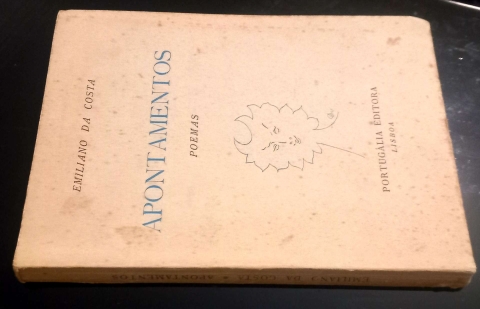 EMILIANO DA COSTA
APONTAMENTOS
POEMAS
PORTUGÁLIA EDITORA
LISBOA
EMILIANO DA COSTA * APONTAMENTOS